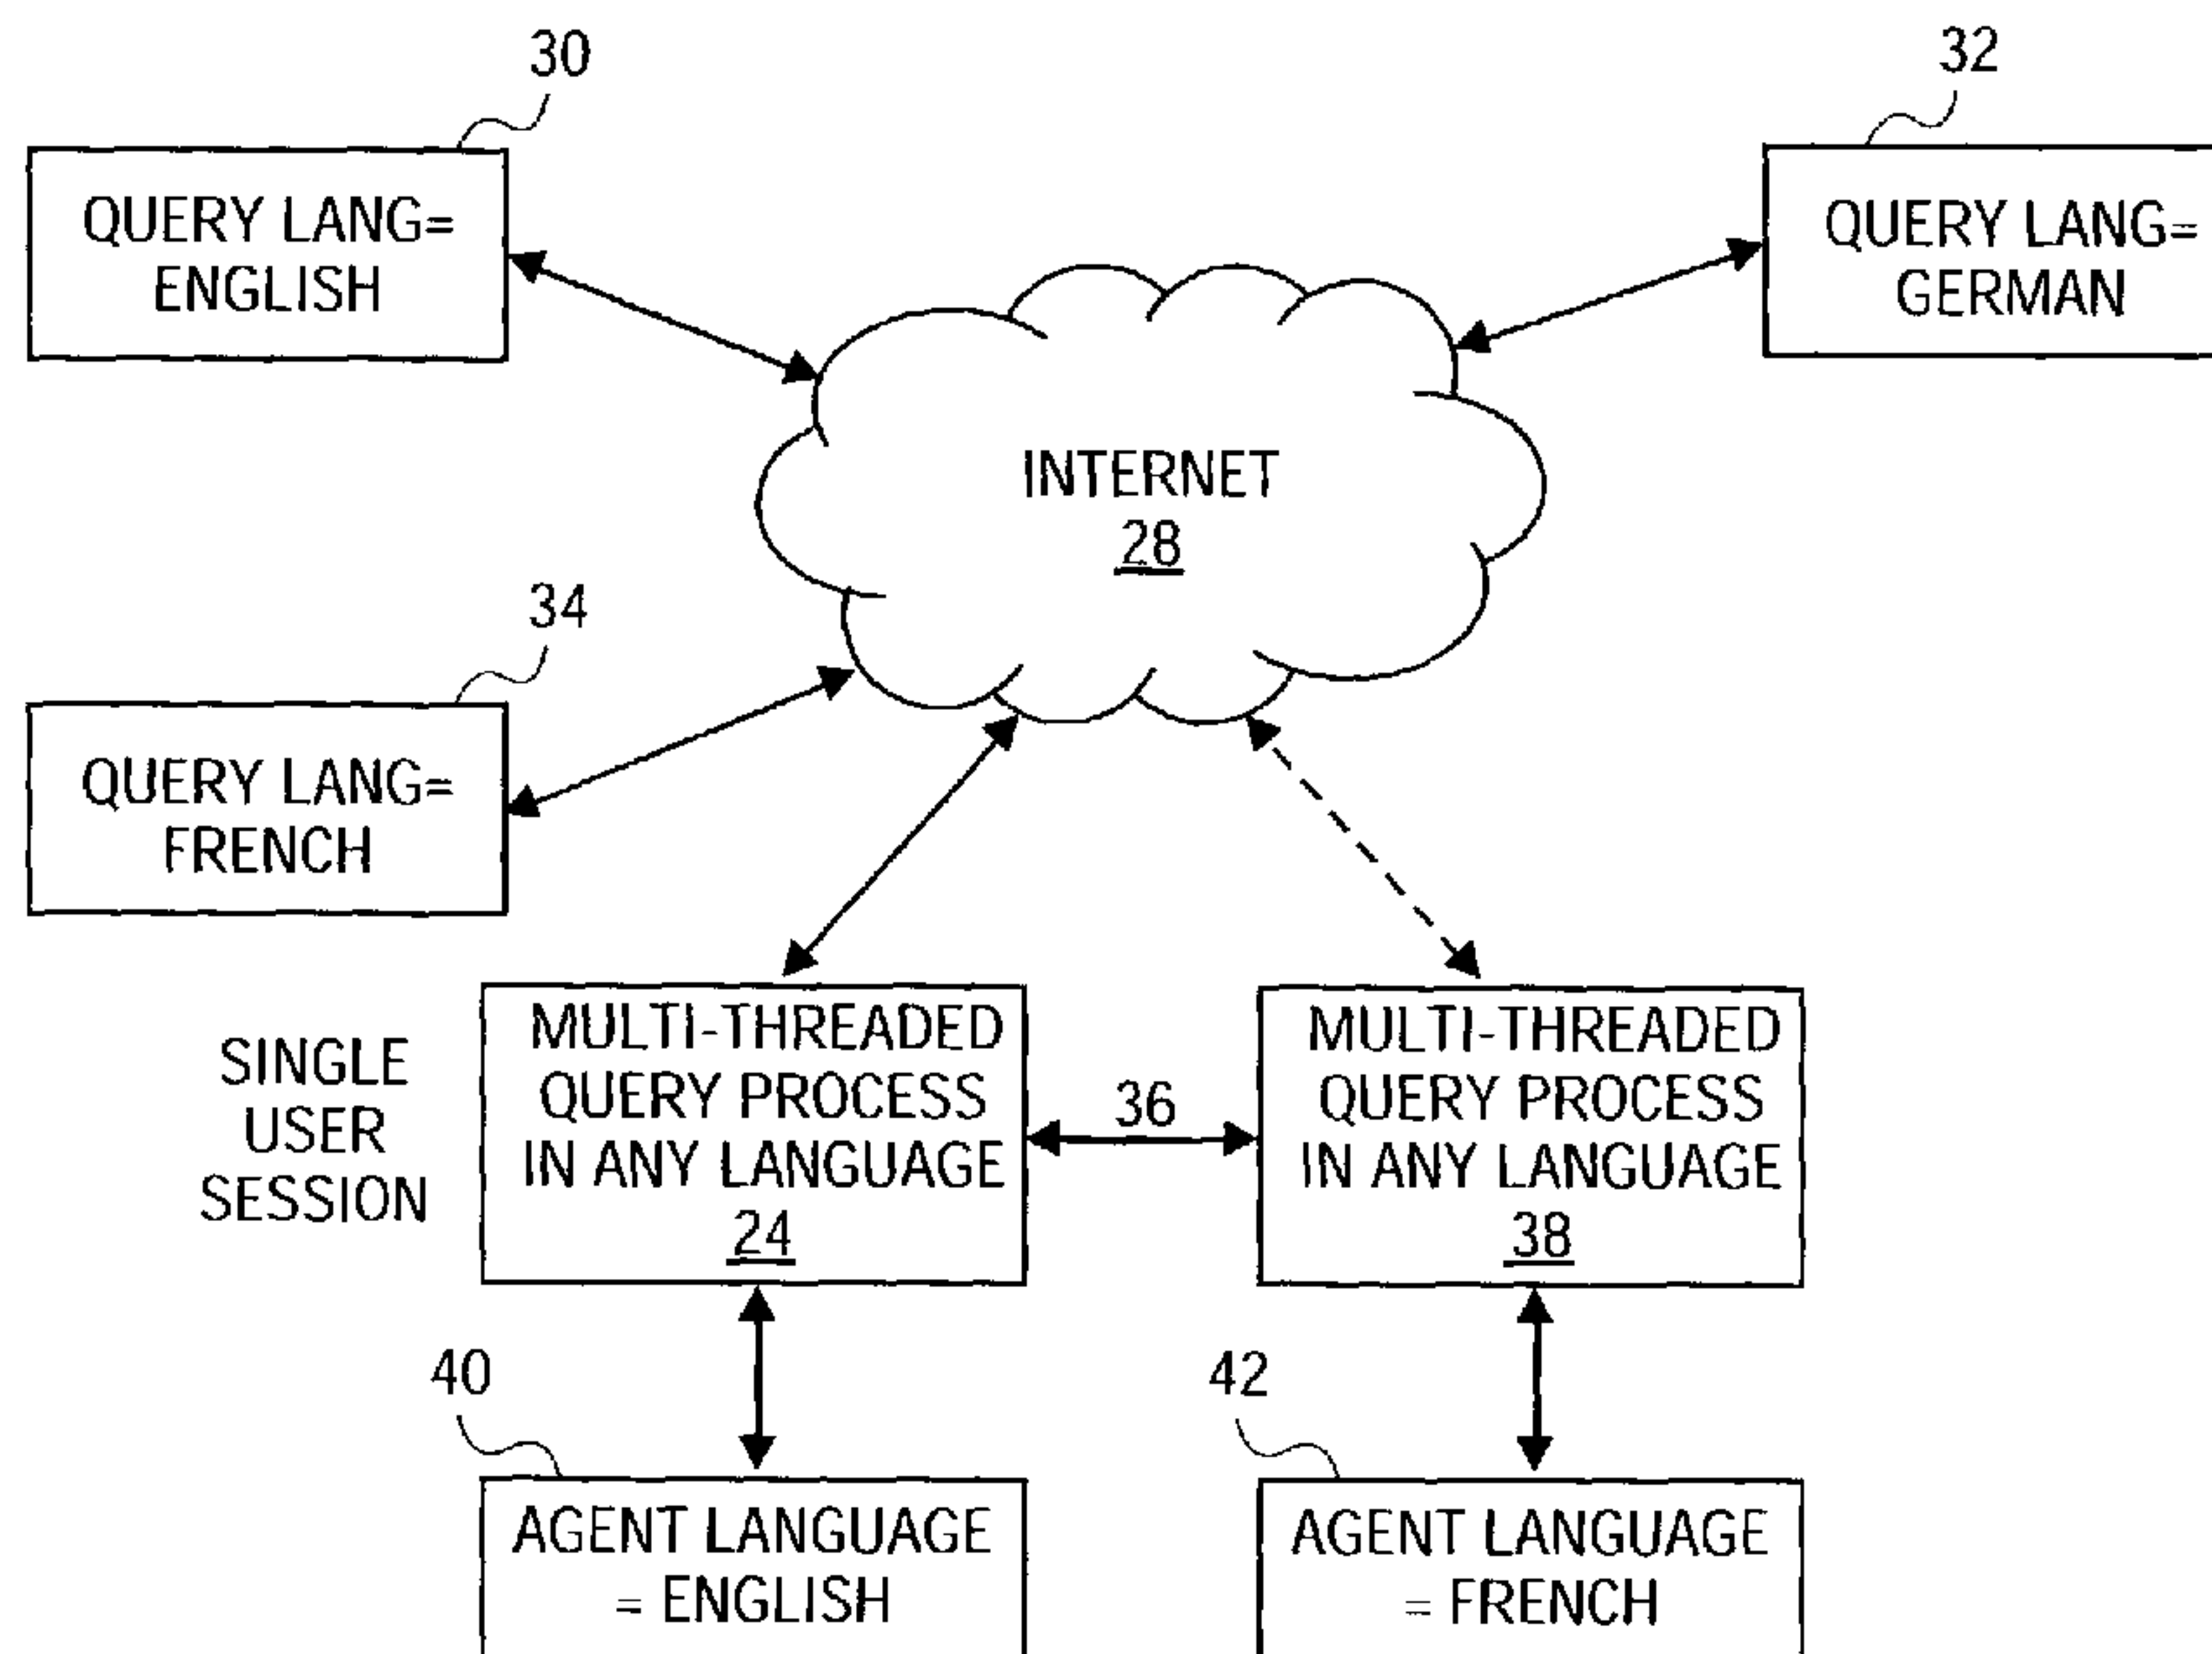 30
32
QUERY LANG=
ENGLISH
QUERY LANG=
GERMAN
INTERNET
28
34
QUERY LANG=
FRENCH
SINGLE
USER
SESSION
MULTI-THREADED
QUERY PROCESS
IN ANY LANGUAGE
24
36
MULTI-THREADED
QUERY PROCESS
IN ANY LANGUAGE
38
40
42
AGENT LANGUAGE
= ENGLISH
AGENT LANGUAGE
= FRENCH